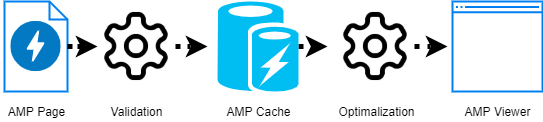 AMP Page
Validation
AMP Cache
Optimalization
AMP Viewer